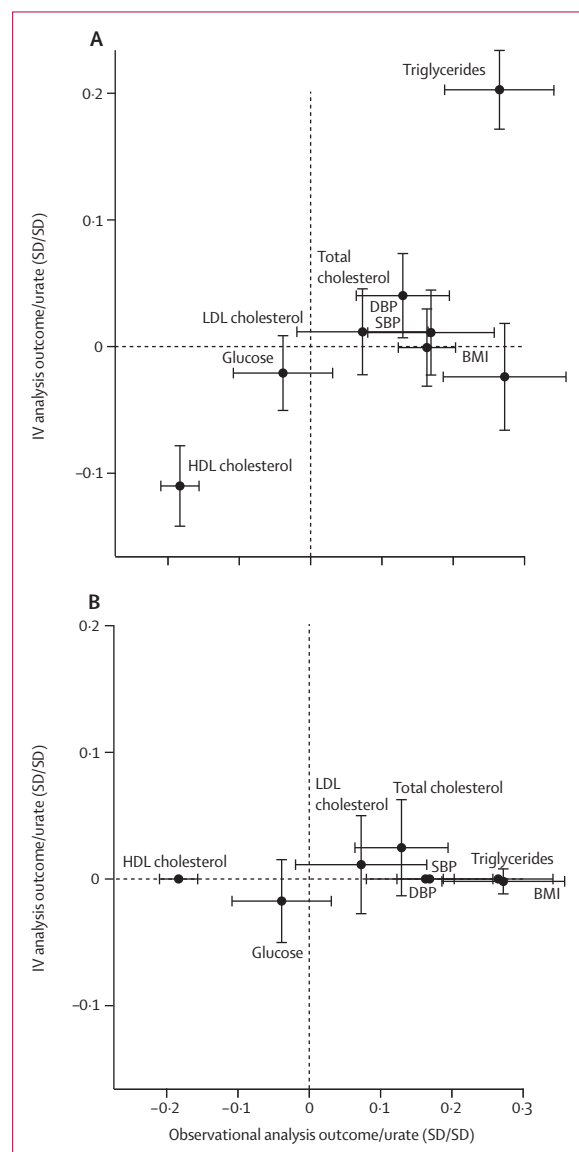 A
0·2
0·1
0
–0·1
IV analysis outcome/urate (SD/SD)
Triglycerides
Total
cholesterol
DBP
SBP
LDL cholesterol
Glucose
BMI
HDL cholesterol
B
0·2
0·1
0
–0·1
IV analysis outcome/urate (SD/SD)
LDL
cholesterol
Total cholesterol
HDL cholesterol
SBP
Triglycerides
DBP
BMI
Glucose
–0·2 –0·1 0 0·1 0·2 0·3
Observational analysis outcome/urate (SD/SD)